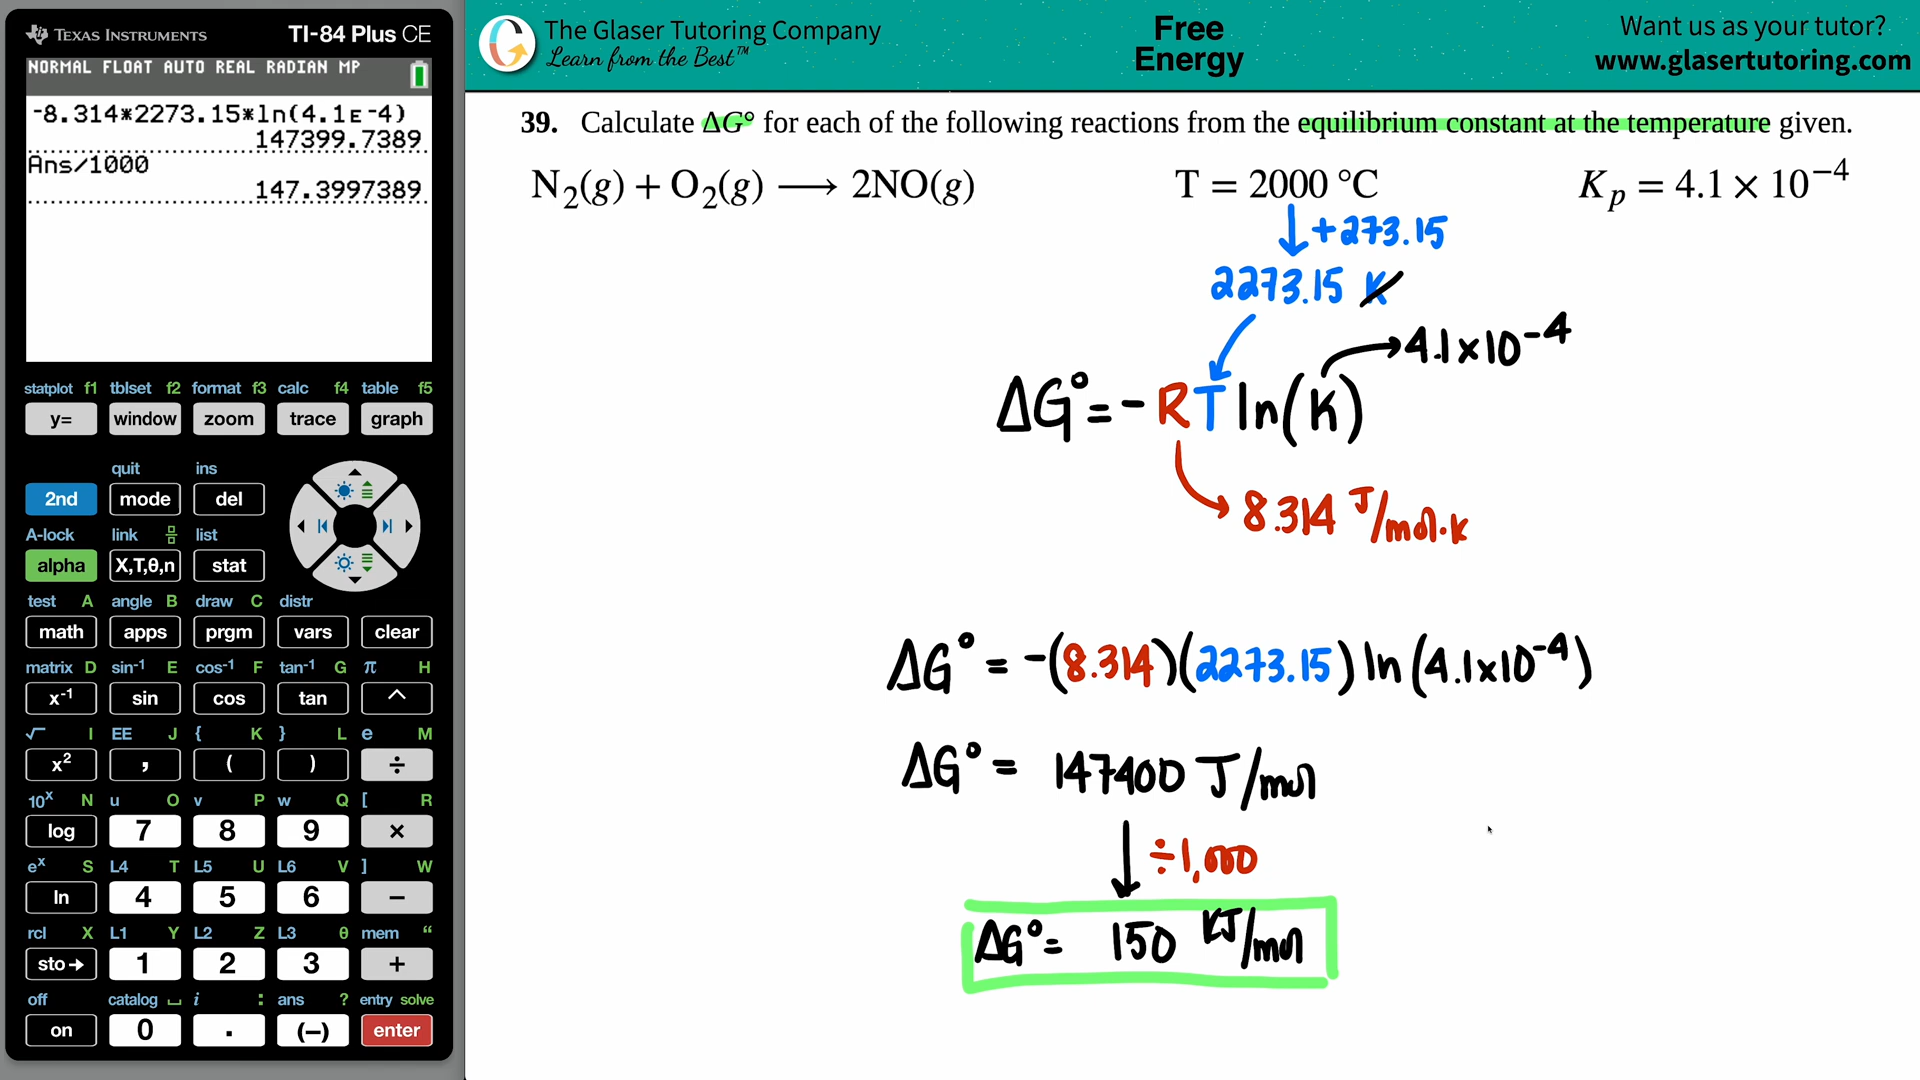 TEXAS INSTRUMENTS TI-84 Plus CE
NORMAL FLOAT AUTO REAL RADIAN MP
-8.314*2273.15*ln(4.1ᴇ-4)
147399.7389
Ans/1000
147.3997389
statplot f1 tblset f2 format f3 calc f4 table f5
y= window zoom trace graph
quit ins
2nd mode del
A-lock link list
alpha X,T,θ,n stat
test A angle B draw C distr
math apps prgm vars clear
matrix D sin⁻¹ E cos⁻¹ F tan⁻¹ G π H
x⁻¹ sin cos tan ^
√ I EE J { K } L e M
x² , ( ) ÷
10ˣ N u O v P w Q [ R
log 7 8 9 ×
eˣ S L4 T L5 U L6 V ] W
ln 4 5 6 −
rcl X L1 Y L2 Z L3 θ mem “
sto→ 1 2 3 +
off catalog ⎵ i : ans ? entry solve
on 0 . (−) enter
The Glaser Tutoring Company
Learn from the Best™
Free
Energy
Want us as your tutor?
www.glasertutoring.com
39. Calculate ΔG° for each of the following reactions from the equilibrium constant at the temperature given.
N₂(g) + O₂(g) ⟶ 2NO(g) T = 2000 °C Kₚ = 4.1 × 10⁻⁴
↓ +273.15
2273.15 K
→ 4.1x10⁻⁴
ΔG° = -RT ln(K)
→ 8.314 J/mol·K
ΔG° = -(8.314)(2273.15) ln(4.1x10⁻⁴)
ΔG° = 147400 J/mol
↓ ÷1,000
ΔG° = 150 KJ/mol